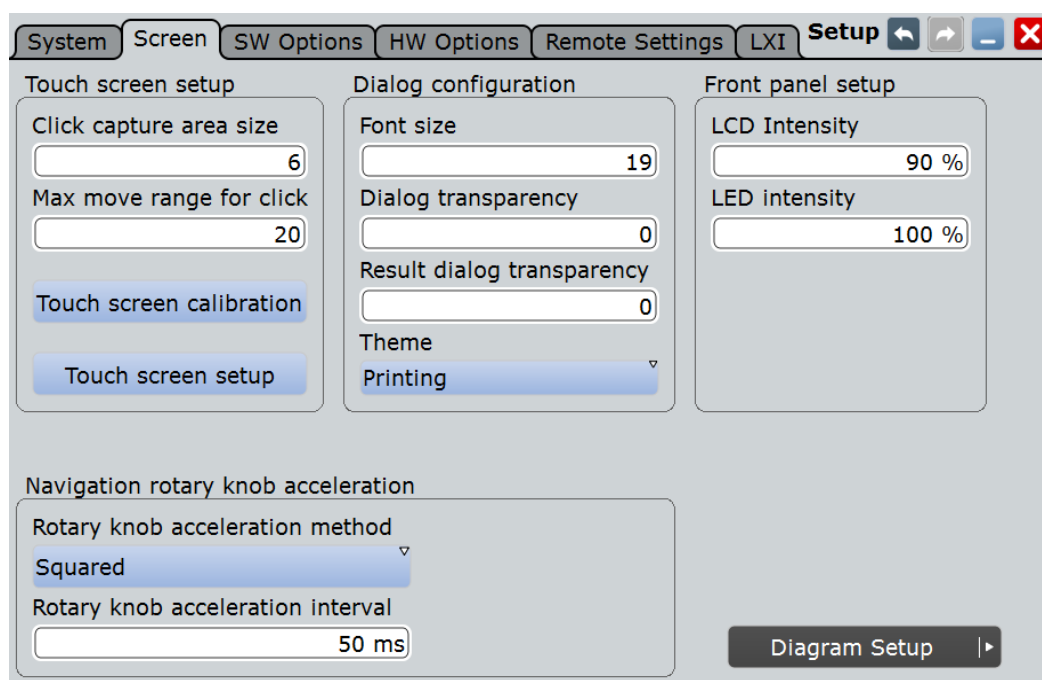 System Screen SW Options HW Options Remote Settings LXI Setup
Touch screen setup
Click capture area size
6
Max move range for click
20
Touch screen calibration
Touch screen setup
Dialog configuration
Font size
19
Dialog transparency
0
Result dialog transparency
0
Theme
Printing
Front panel setup
LCD Intensity
90 %
LED intensity
100 %
Navigation rotary knob acceleration
Rotary knob acceleration method
Squared
Rotary knob acceleration interval
50 ms
Diagram Setup